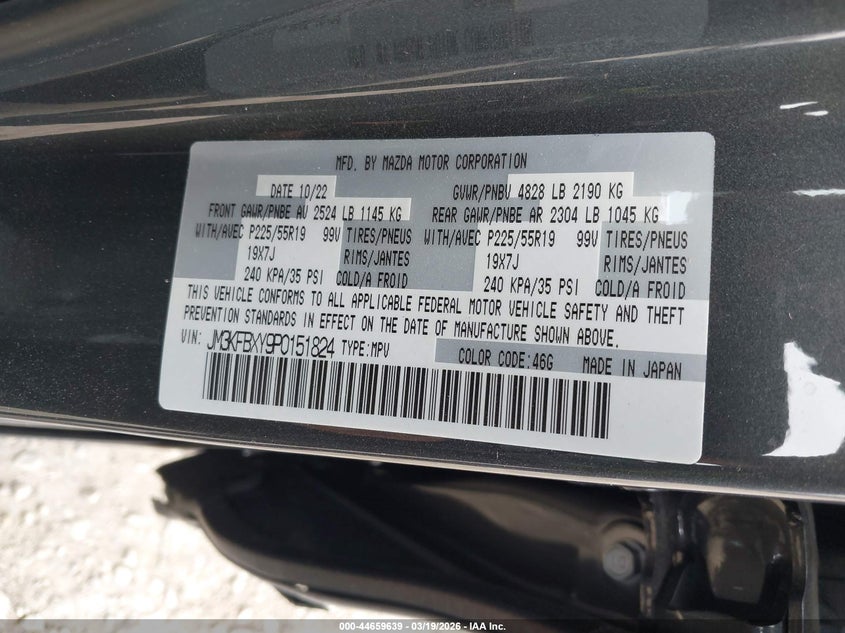 MFD. BY MAZDA MOTOR CORPORATION
DATE 10/22 GVWR/PNBV 4828 LB 2190 KG
FRONT GAWR/PNBE AV 2524 LB 1145 KG REAR GAWR/PNBE AR 2304 LB 1045 KG
WITH/AVEC P225/55R19 99V TIRES/PNEUS WITH/AVEC P225/55R19 99V TIRES/PNEUS
19X7J RIMS/JANTES 19X7J RIMS/JANTES
240 KPA/35 PSI COLD/A FROID 240 KPA/35 PSI COLD/A FROID
THIS VEHICLE CONFORMS TO ALL APPLICABLE FEDERAL MOTOR VEHICLE SAFETY AND THEFT
PREVENTION STANDARDS IN EFFECT ON THE DATE OF MANUFACTURE SHOWN ABOVE.
VIN: JM3KFBXY9P0151824 TYPE:MPV COLOR CODE:46G MADE IN JAPAN
000-44659639 - 03/19/2026 - IAA Inc.